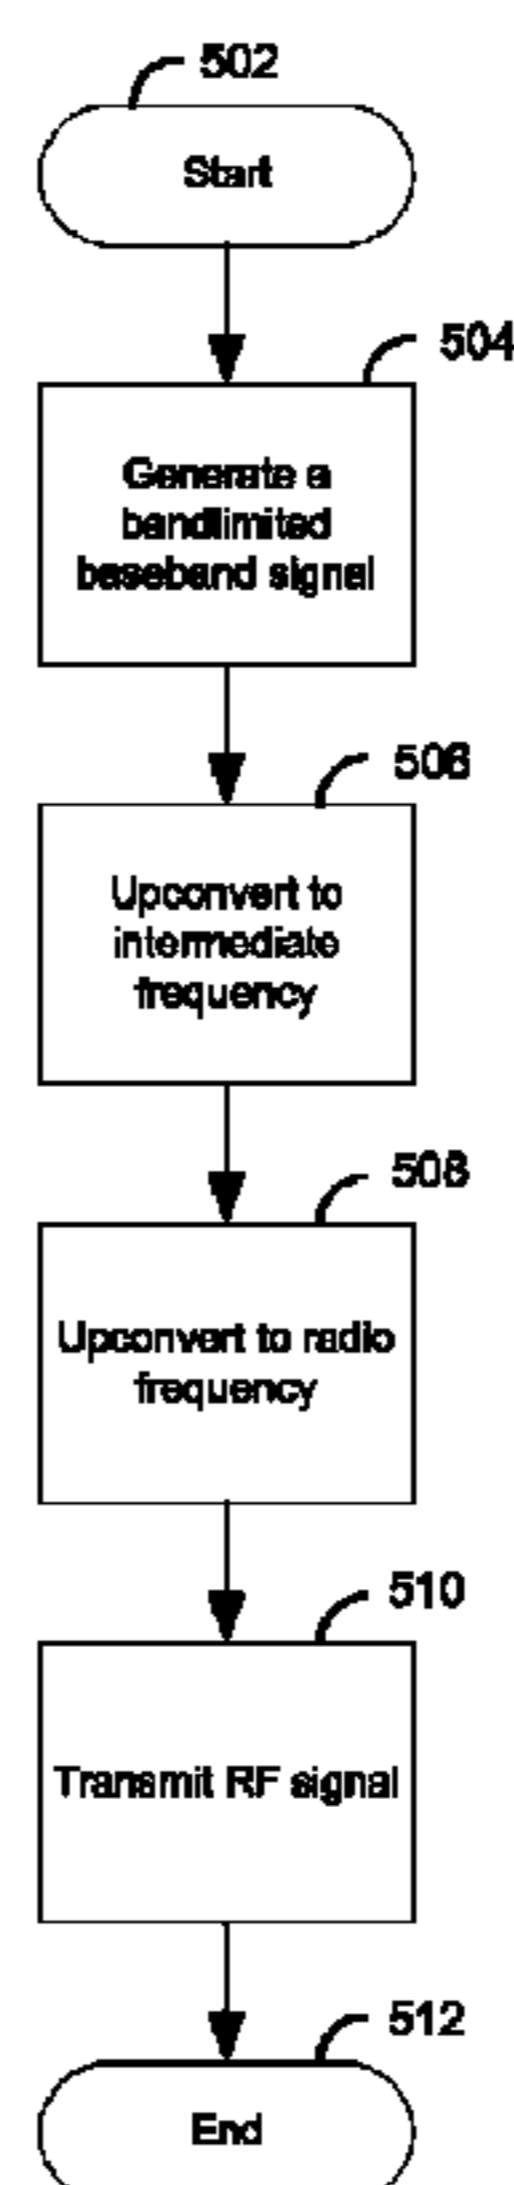 502
Start
504
Generate a
bandlimited
baseband signal
506
Upconvert to
intermediate
frequency
508
Upconvert to radio
frequency
510
Transmit RF signal
512
End